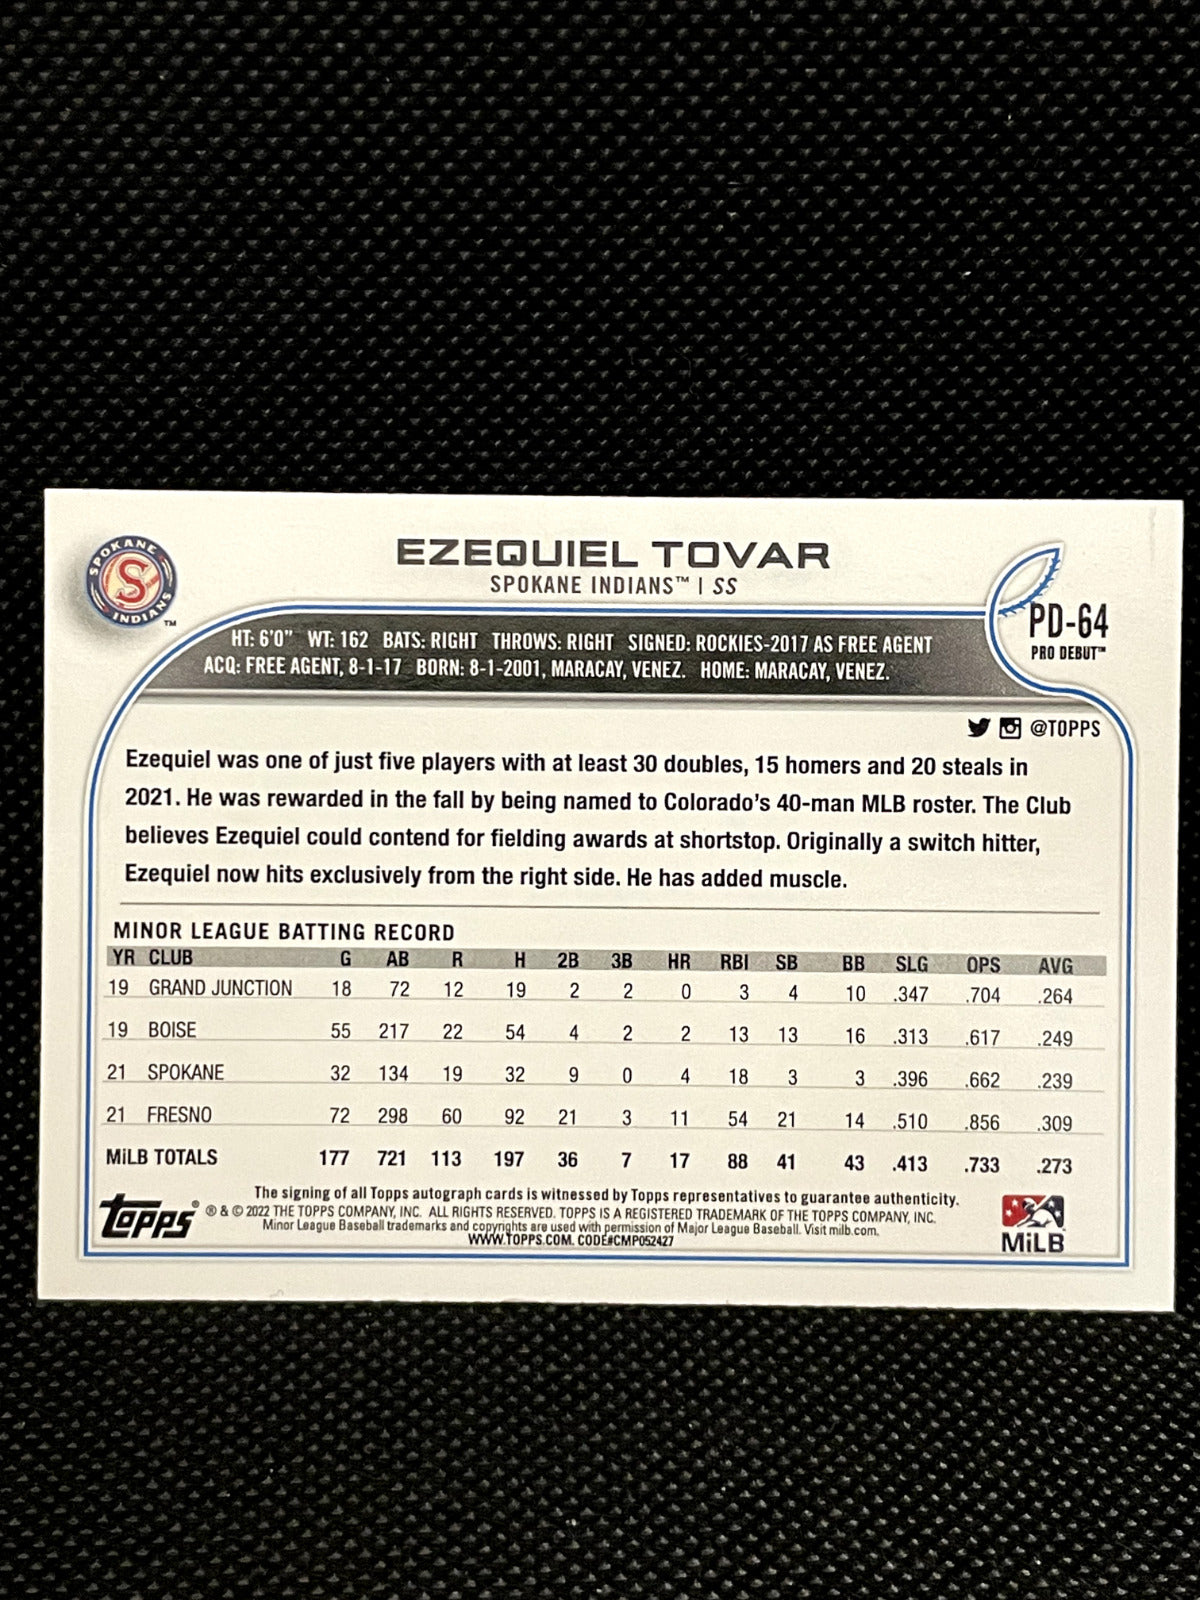 SPOKANE
S
INDIANS
TM
EZEQUIEL TOVAR
SPOKANE INDIANS™ | SS
PD-64
PRO DEBUT™
HT: 6'0" WT: 162 BATS: RIGHT THROWS: RIGHT SIGNED: ROCKIES-2017 AS FREE AGENT
ACQ: FREE AGENT, 8-1-17 BORN: 8-1-2001, MARACAY, VENEZ. HOME: MARACAY, VENEZ.
@TOPPS
Ezequiel was one of just five players with at least 30 doubles, 15 homers and 20 steals in
2021. He was rewarded in the fall by being named to Colorado's 40-man MLB roster. The Club
believes Ezequiel could contend for fielding awards at shortstop. Originally a switch hitter,
Ezequiel now hits exclusively from the right side. He has added muscle.
MINOR LEAGUE BATTING RECORD
YR CLUB G AB R H 2B 3B HR RBI SB BB SLG OPS AVG
19 GRAND JUNCTION 18 72 12 19 2 2 0 3 4 10 .347 .704 .264
19 BOISE 55 217 22 54 4 2 2 13 13 16 .313 .617 .249
21 SPOKANE 32 134 19 32 9 0 4 18 3 3 .396 .662 .239
21 FRESNO 72 298 60 92 21 3 11 54 21 14 .510 .856 .309
MiLB TOTALS 177 721 113 197 36 7 17 88 41 43 .413 .733 .273
The signing of all Topps autograph cards is witnessed by Topps representatives to guarantee authenticity.
Topps®
® & © 2022 THE TOPPS COMPANY, INC. ALL RIGHTS RESERVED. TOPPS IS A REGISTERED TRADEMARK OF THE TOPPS COMPANY, INC.
Minor League Baseball trademarks and copyrights are used with permission of Major League Baseball. Visit milb.com.
WWW.TOPPS.COM. CODE#CMP052427
MiLB